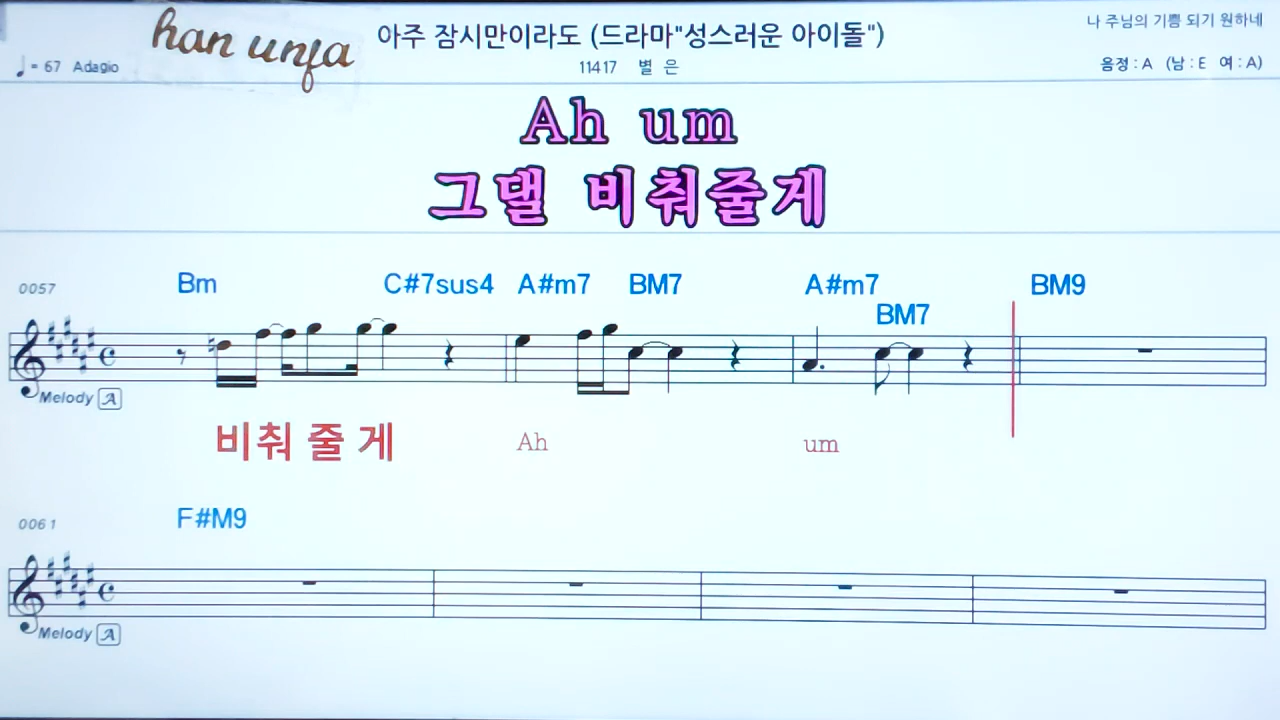 han unfa
아주 잠시만이라도 (드라마"성스러운 아이돌")
나 주님의 기쁨 되기 원하네
♩= 67 Adagio
11417 별 은
음정 : A (남 : E 여 : A)
Ah um
그댈 비춰줄게
0057 Bm C#7sus4 A#m7 BM7 A#m7 BM7 BM9
Melody A
비춰 줄 게 Ah um
0061 F#M9
Melody A